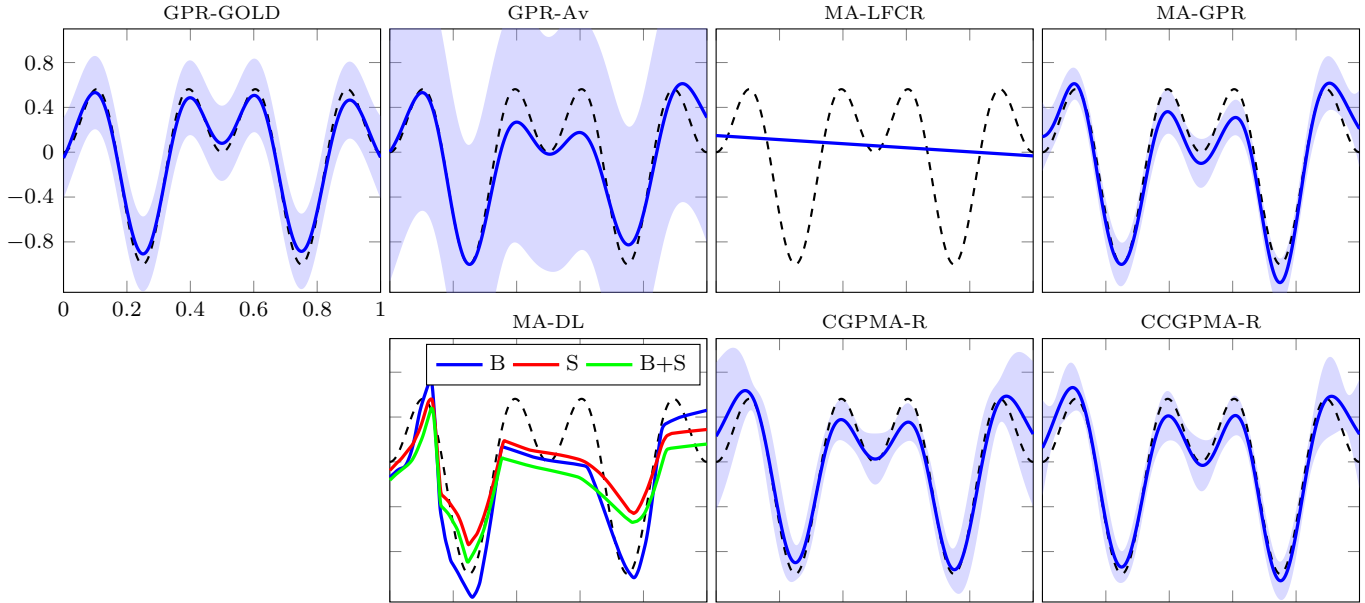 GPR-GOLD GPR-Av MA-LFCR MA-GPR
0.8
0.4
0
−0.4
−0.8
0 0.2 0.4 0.6 0.8 1
MA-DL CGPMA-R CCGPMA-R
B S B+S